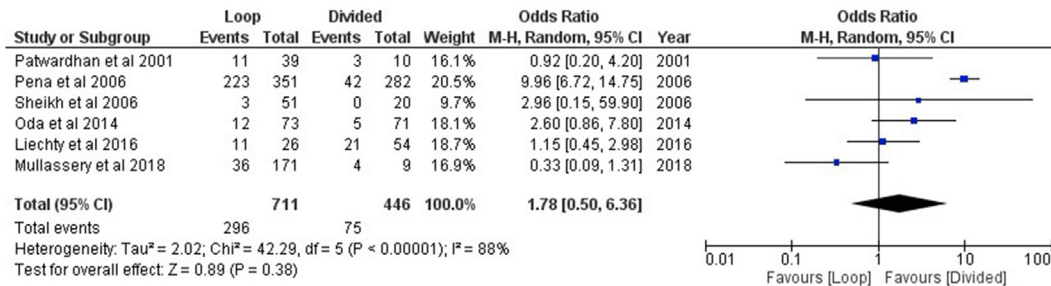 Loop Divided Odds Ratio Odds Ratio
Study or Subgroup Events Total Events Total Weight M-H, Random, 95% CI Year M-H, Random, 95% CI
Patwardhan et al 2001 11 39 3 10 16.1% 0.92 [0.20, 4.20] 2001
Pena et al 2006 223 351 42 282 20.5% 9.96 [6.72, 14.75] 2006
Sheikh et al 2006 3 51 0 20 9.7% 2.96 [0.15, 59.90] 2006
Oda et al 2014 12 73 5 71 18.1% 2.60 [0.86, 7.80] 2014
Liechty et al 2016 11 26 21 54 18.7% 1.15 [0.45, 2.98] 2016
Mullassery et al 2018 36 171 4 9 16.9% 0.33 [0.09, 1.31] 2018
Total (95% CI) 711 446 100.0% 1.78 [0.50, 6.36]
Total events 296 75
Heterogeneity: Tau² = 2.02; Chi² = 42.29, df = 5 (P < 0.00001); I² = 88%
Test for overall effect: Z = 0.89 (P = 0.38)
0.01 0.1 1 10 100
Favours [Loop] Favours [Divided]